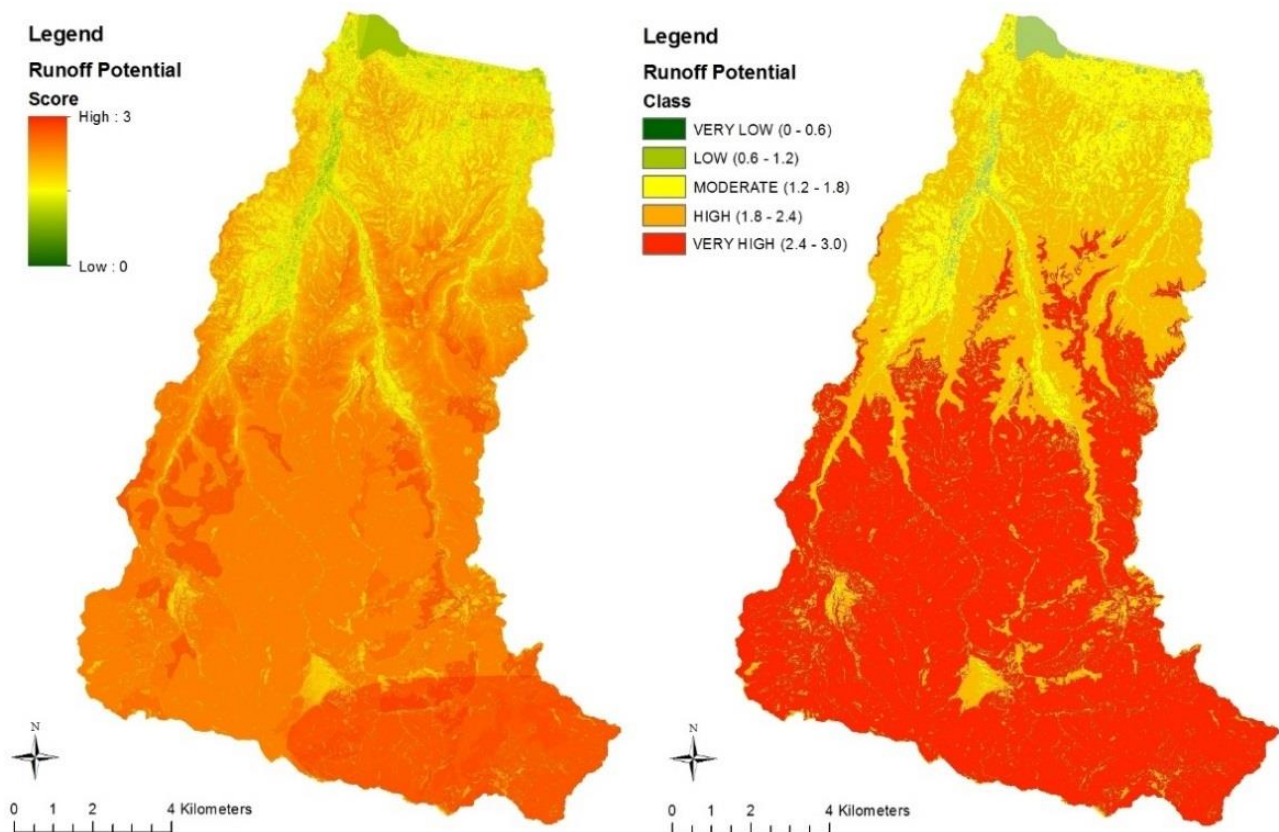 Legend
Runoff Potential
Score
High : 3
Low : 0
N
0 1 2 4 Kilometers
Legend
Runoff Potential
Class
VERY LOW (0 - 0.6)
LOW (0.6 - 1.2)
MODERATE (1.2 - 1.8)
HIGH (1.8 - 2.4)
VERY HIGH (2.4 - 3.0)
N
0 1 2 4 Kilometers